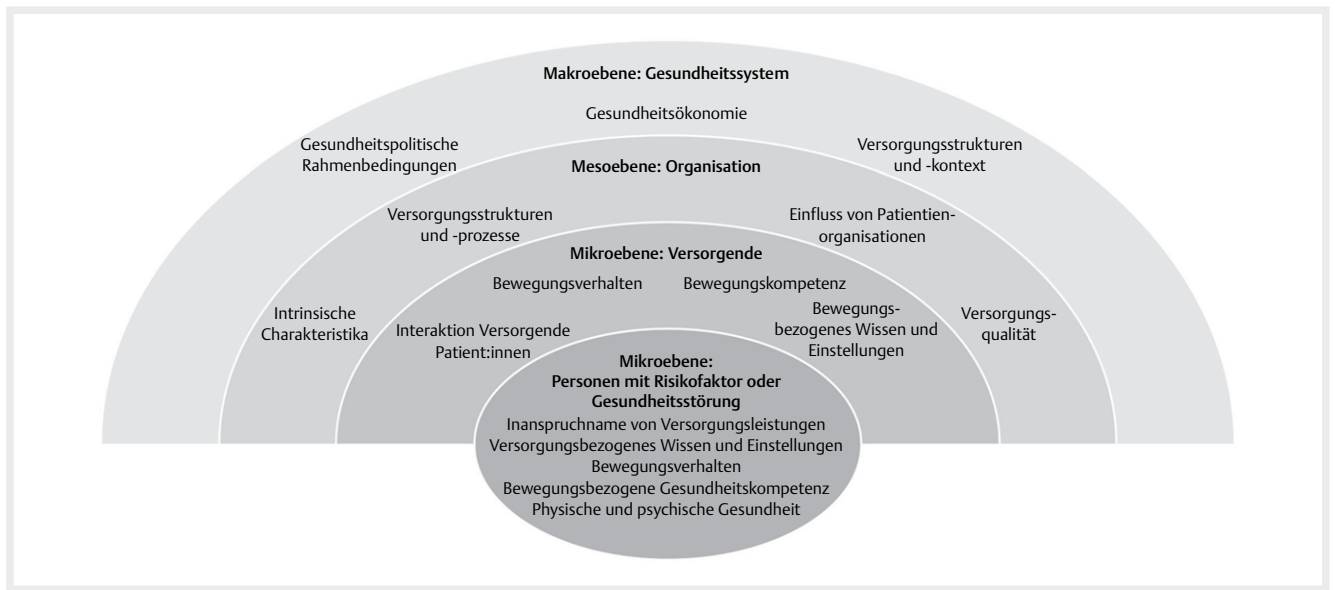 Makroebene: Gesundheitssystem
Gesundheitsökonomie
Gesundheitspolitische
Rahmenbedingungen
Versorgungsstrukturen
und -kontext
Mesoebene: Organisation
Versorgungsstrukturen
und -prozesse
Einfluss von Patientien-
organisationen
Intrinsische
Charakteristika
Versorgungs-
qualität
Mikroebene: Versorgende
Bewegungsverhalten
Bewegungskompetenz
Interaktion Versorgende
Patient:innen
Bewegungs-
bezogenes Wissen und
Einstellungen
Mikroebene:
Personen mit Risikofaktor oder
Gesundheitsstörung
Inanspruchname von Versorgungsleistungen
Versorgungsbezogenes Wissen und Einstellungen
Bewegungsverhalten
Bewegungsbezogene Gesundheitskompetenz
Physische und psychische Gesundheit